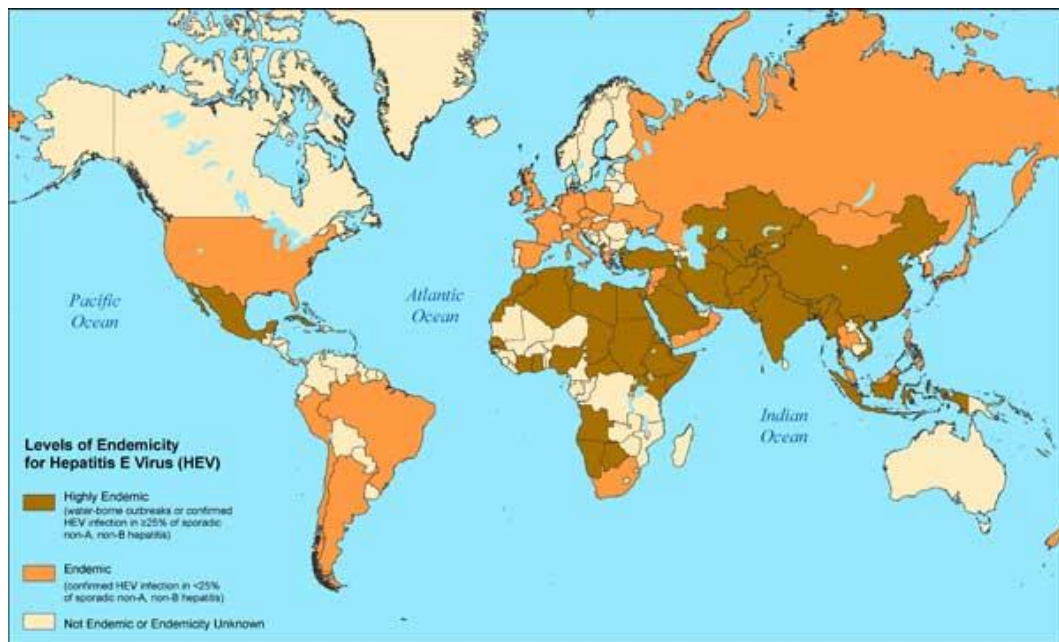 Pacific
Ocean
Atlantic
Ocean
Indian
Ocean
Levels of Endemicity
for Hepatitis E Virus (HEV)
Highly Endemic
(water-borne outbreaks or confirmed
HEV infection in ≥25% of sporadic
non-A, non-B hepatitis)
Endemic
(confirmed HEV infection in <25%
of sporadic non-A, non-B hepatitis)
Not Endemic or Endemicity Unknown